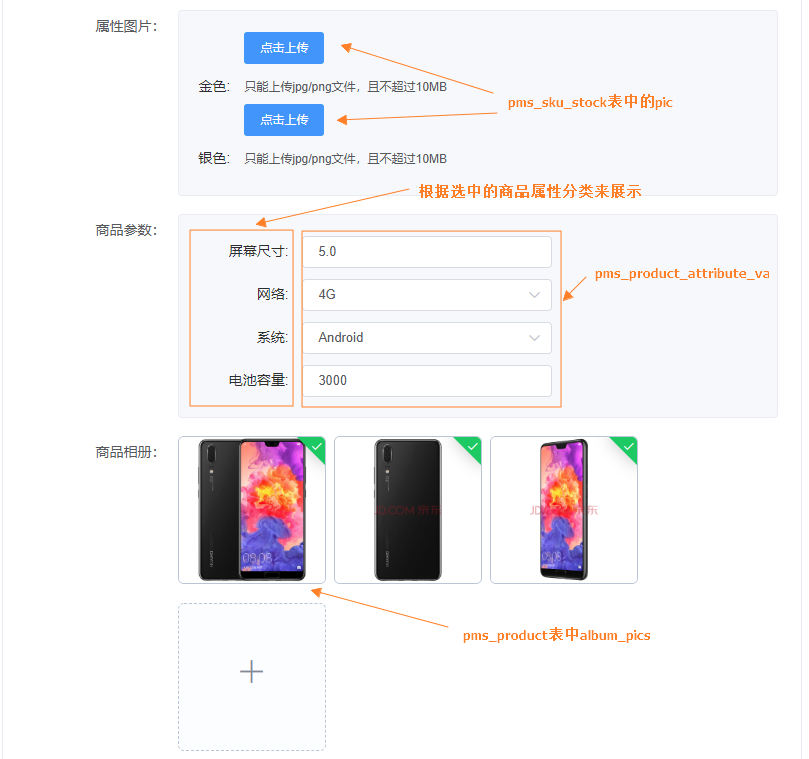 属性图片：
点击上传
金色: 只能上传jpg/png文件，且不超过10MB
pms_sku_stock表中的pic
点击上传
银色: 只能上传jpg/png文件，且不超过10MB
根据选中的商品属性分类来展示
商品参数：
屏幕尺寸: 5.0
pms_product_attribute_va
网络: 4G
系统: Android
电池容量: 3000
商品相册：
JD.COM 京东
JD.COM 京东
08:08
08:08
pms_product表中album_pics